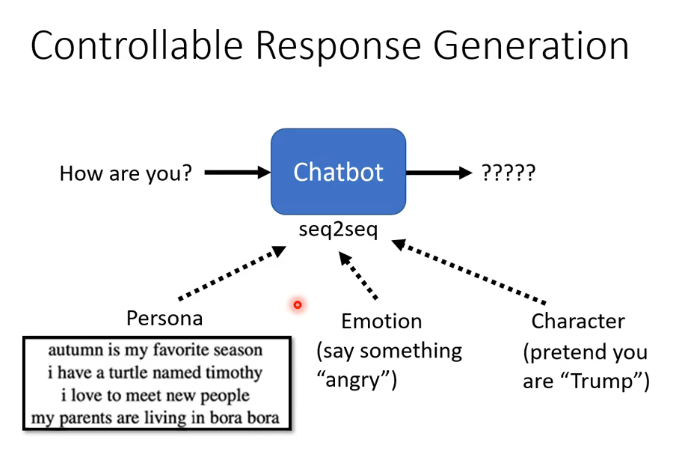 Controllable Response Generation
How are you?
Chatbot
?????
seq2seq
Persona
autumn is my favorite season
i have a turtle named timothy
i love to meet new people
my parents are living in bora bora
Emotion
(say something
“angry”)
Character
(pretend you
are “Trump”)